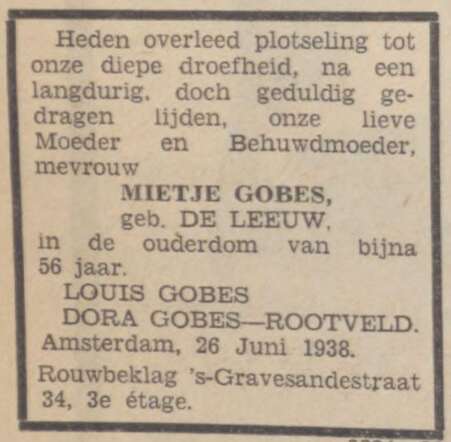 Heden overleed plotseling tot
onze diepe droefheid, na een
langdurig, doch geduldig ge-
dragen lijden, onze lieve
Moeder en Behuwdmoeder,
mevrouw
MIETJE GOBES,
geb. DE LEEUW,
in de ouderdom van bijna
56 jaar.
LOUIS GOBES
DORA GOBES—ROOTVELD.
Amsterdam, 26 Juni 1938.
Rouwbeklag 's-Gravesandestraat
34, 3e étage.